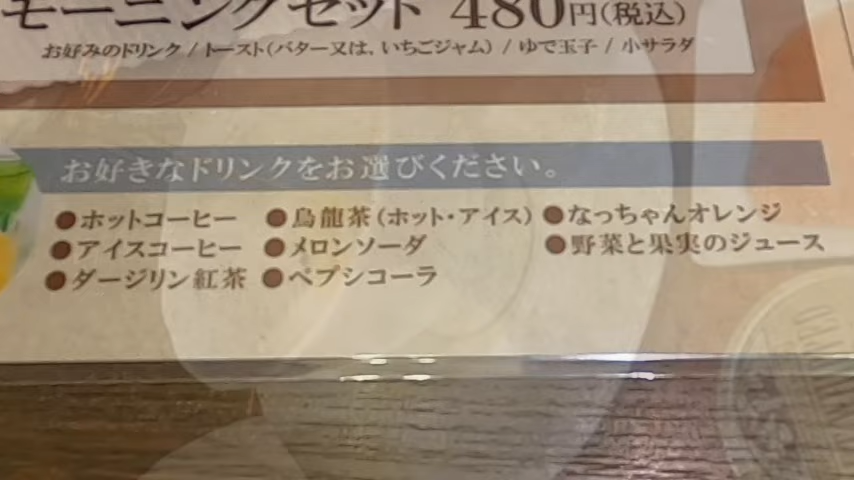 モーニングセット 480円(税込)
お好みのドリンク / トースト(バター又は、いちごジャム) / ゆで玉子 / 小サラダ
お好きなドリンクをお選びください。
●ホットコーヒー ●烏龍茶(ホット・アイス) ●なっちゃんオレンジ
●アイスコーヒー ●メロンソーダ ●野菜と果実のジュース
●ダージリン紅茶 ●ペプシコーラ